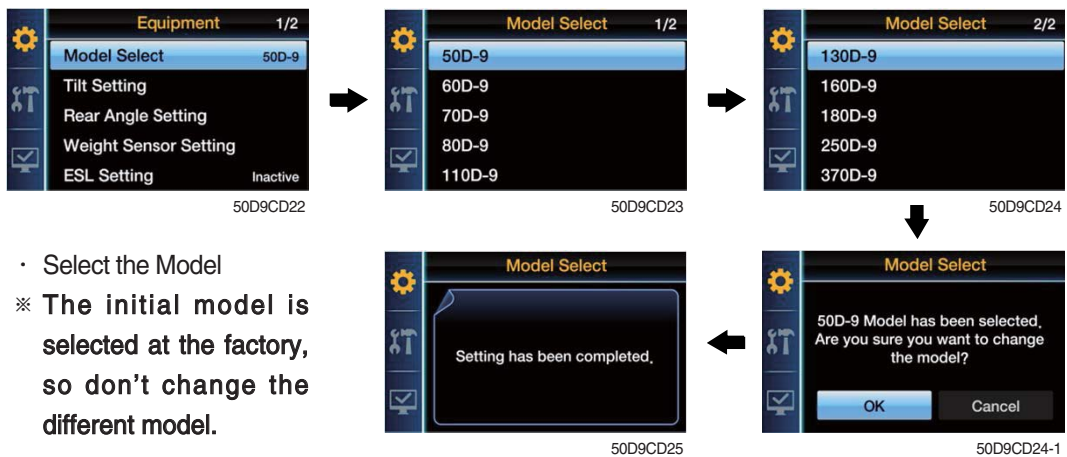 Equipment 1/2
Model Select 50D-9
Tilt Setting
Rear Angle Setting
Weight Sensor Setting
ESL Setting Inactive
50D9CD22
Model Select 1/2
50D-9
60D-9
70D-9
80D-9
110D-9
50D9CD23
Model Select 2/2
130D-9
160D-9
180D-9
250D-9
370D-9
50D9CD24
· Select the Model
※ The initial model is
selected at the factory,
so don't change the
different model.
Model Select
50D-9 Model has been selected.
Are you sure you want to change
the model?
OK Cancel
50D9CD24-1
Model Select
Setting has been completed.
50D9CD25